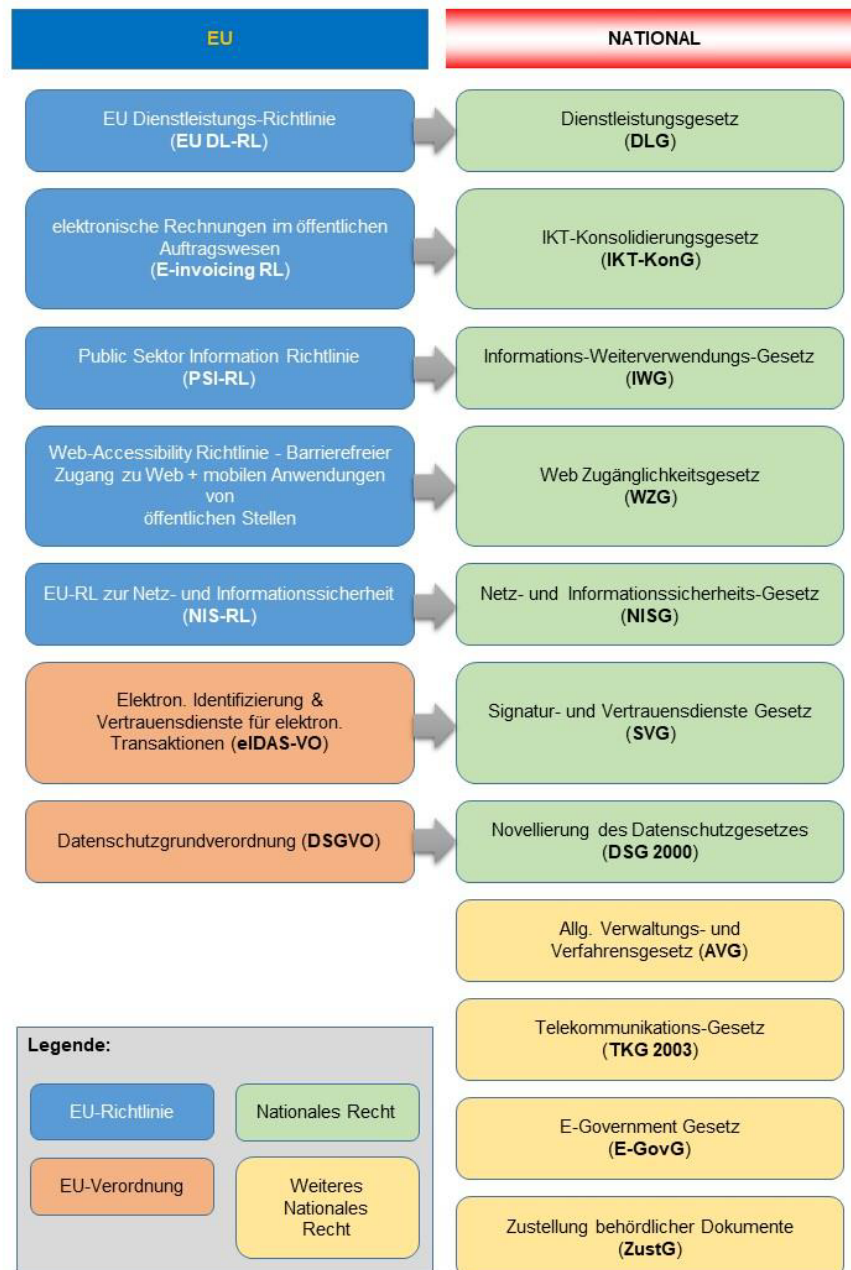 EU
NATIONAL
EU Dienstleistungs-Richtlinie
(EU DL-RL)
Dienstleistungsgesetz
(DLG)
elektronische Rechnungen im öffentlichen
Auftragswesen
(E-invoicing RL)
IKT-Konsolidierungsgesetz
(IKT-KonG)
Public Sektor Information Richtlinie
(PSI-RL)
Informations-Weiterverwendungs-Gesetz
(IWG)
Web-Accessibility Richtlinie - Barrierefreier
Zugang zu Web + mobilen Anwendungen
von
öffentlichen Stellen
Web Zugänglichkeitsgesetz
(WZG)
EU-RL zur Netz- und Informationssicherheit
(NIS-RL)
Netz- und Informationssicherheits-Gesetz
(NISG)
Elektron. Identifizierung &
Vertrauensdienste für elektron.
Transaktionen (eIDAS-VO)
Signatur- und Vertrauensdienste Gesetz
(SVG)
Datenschutzgrundverordnung (DSGVO)
Novellierung des Datenschutzgesetzes
(DSG 2000)
Allg. Verwaltungs- und
Verfahrensgesetz (AVG)
Telekommunikations-Gesetz
(TKG 2003)
E-Government Gesetz
(E-GovG)
Zustellung behördlicher Dokumente
(ZustG)
Legende:
EU-Richtlinie
Nationales Recht
EU-Verordnung
Weiteres
Nationales
Recht